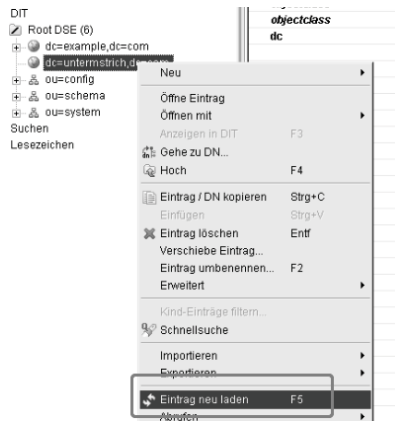 DIT
objectclass
Root DSE (6)
dc
dc=example,dc=com
dc=untermstrich,dc=com
Neu
ou=config
ou=schema
Öffne Eintrag
ou=system
Öffnen mit
Suchen
Anzeigen in DIT F3
Lesezeichen
Gehe zu DN...
Hoch F4
Eintrag / DN kopieren Strg+C
Einfügen Strg+V
Eintrag löschen Entf
Verschiebe Eintrag...
Eintrag umbenennen... F2
Erweitert
Kind-Einträge filtern...
Schnellsuche
Importieren
Exportieren
Eintrag neu laden F5
Abrufen